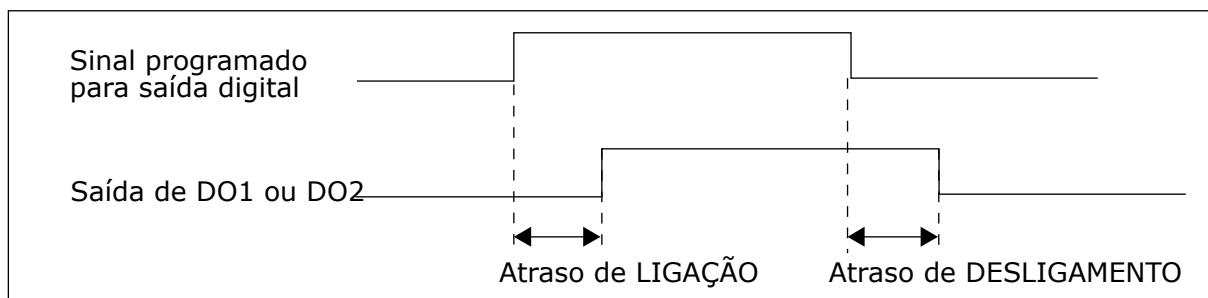 Sinal programado
para saída digital
Saída de DO1 ou DO2
Atraso de LIGAÇÃO
Atraso de DESLIGAMENTO